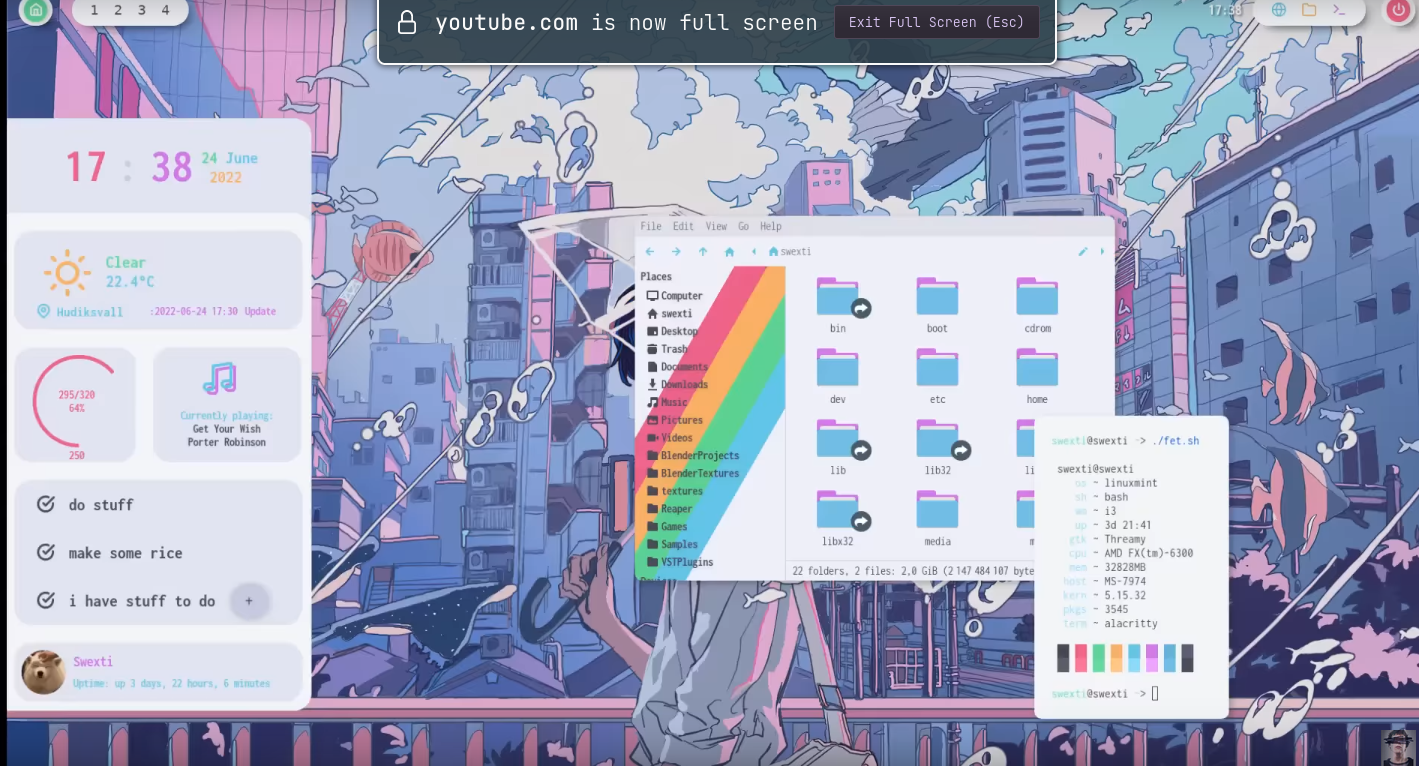 1 2 3 4
youtube.com is now full screen
Exit Full Screen (Esc)
17:38
17 : 38
24 June
2022
Clear
22.4°C
Hudiksvall
:2022-06-24 17:30 Update
295/320
64%
250
Currently playing:
Get Your Wish
Porter Robinson
do stuff
make some rice
i have stuff to do
+
Swexti
Uptime: up 3 days, 22 hours, 6 minutes
File Edit View Go Help
swexti
Places
Computer
swexti
Desktop
Trash
Documents
Downloads
Music
Pictures
Videos
BlenderProjects
BlenderTextures
textures
Reaper
Games
Samples
VSTPlugins
bin boot cdrom
dev etc home
lib lib32 li
libx32 media m
22 folders, 2 files: 2,0 GiB (2 147 484 107 byte
swexti@swexti ~> ./fet.sh
swexti@swexti
os ~ linuxmint
sh ~ bash
wm ~ i3
up ~ 3d 21:41
gtk ~ Threamy
cpu ~ AMD FX(tm)-6300
mem ~ 32828MB
host ~ MS-7974
kern ~ 5.15.32
pkgs ~ 3545
term ~ alacritty
swexti@swexti ~>